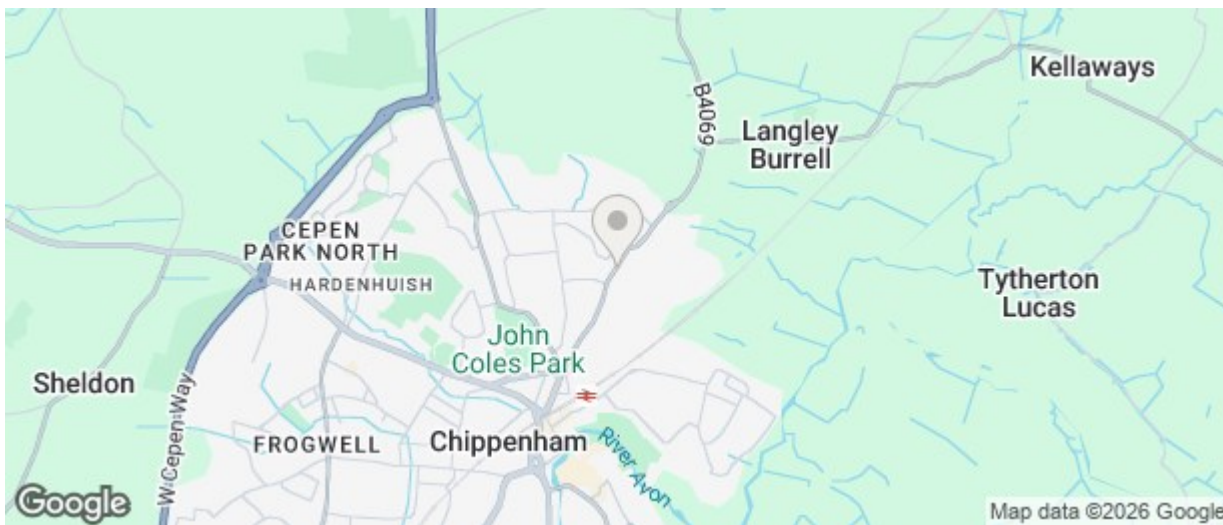 Kellaways
B4069
Langley
Burrell
CEPEN
PARK NORTH
HARDENHUISH
Tytherton
Lucas
John
Coles Park
Sheldon
W Cepen Way
FROGWELL
Chippenham
River Avon
Google
Map data ©2026 Google